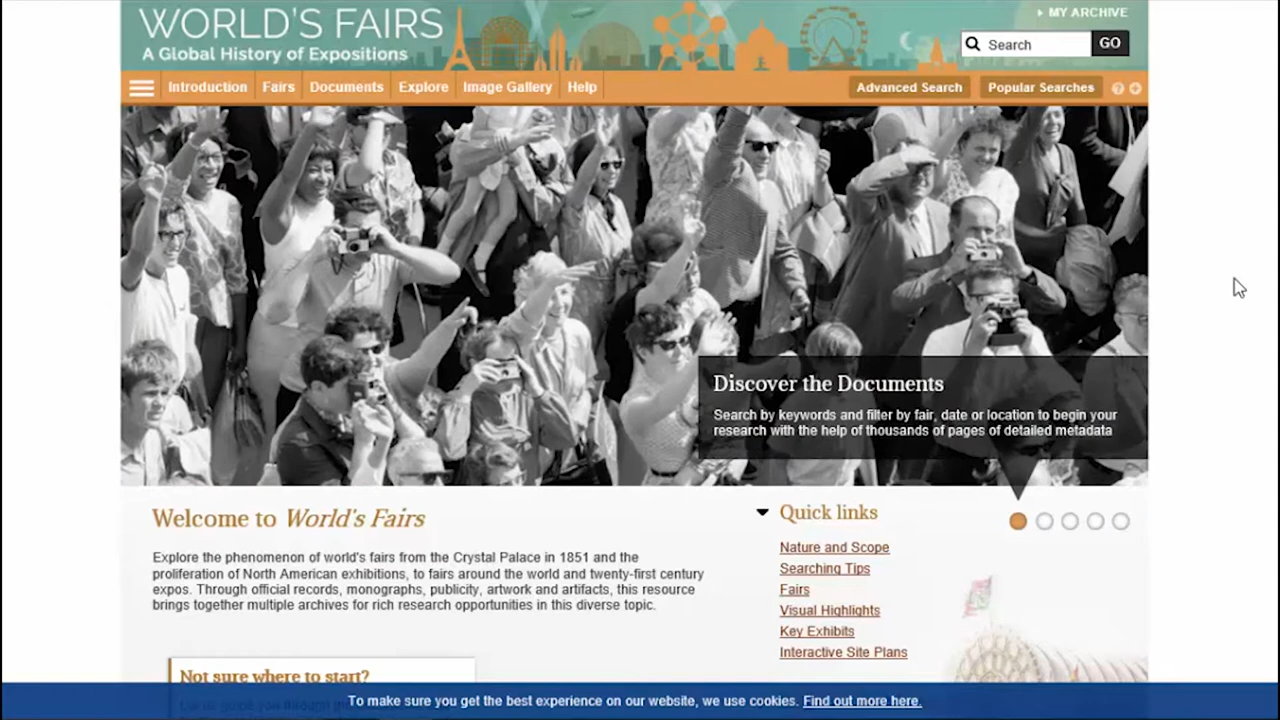 WORLD'S FAIRS
A Global History of Expositions
MY ARCHIVE
Search
GO
Introduction
Fairs
Documents
Explore
Image Gallery
Help
Advanced Search
Popular Searches
Discover the Documents
Search by keywords and filter by fair, date or location to begin your
research with the help of thousands of pages of detailed metadata
Welcome to World's Fairs
Explore the phenomenon of world's fairs from the Crystal Palace in 1851 and the
proliferation of North American exhibitions, to fairs around the world and twenty-first century
expos. Through official records, monographs, publicity, artwork and artifacts, this resource
brings together multiple archives for rich research opportunities in this diverse topic.
Quick links
Nature and Scope
Searching Tips
Fairs
Visual Highlights
Key Exhibits
Interactive Site Plans
Not sure where to start?
To make sure you get the best experience on our website, we use cookies. Find out more here.